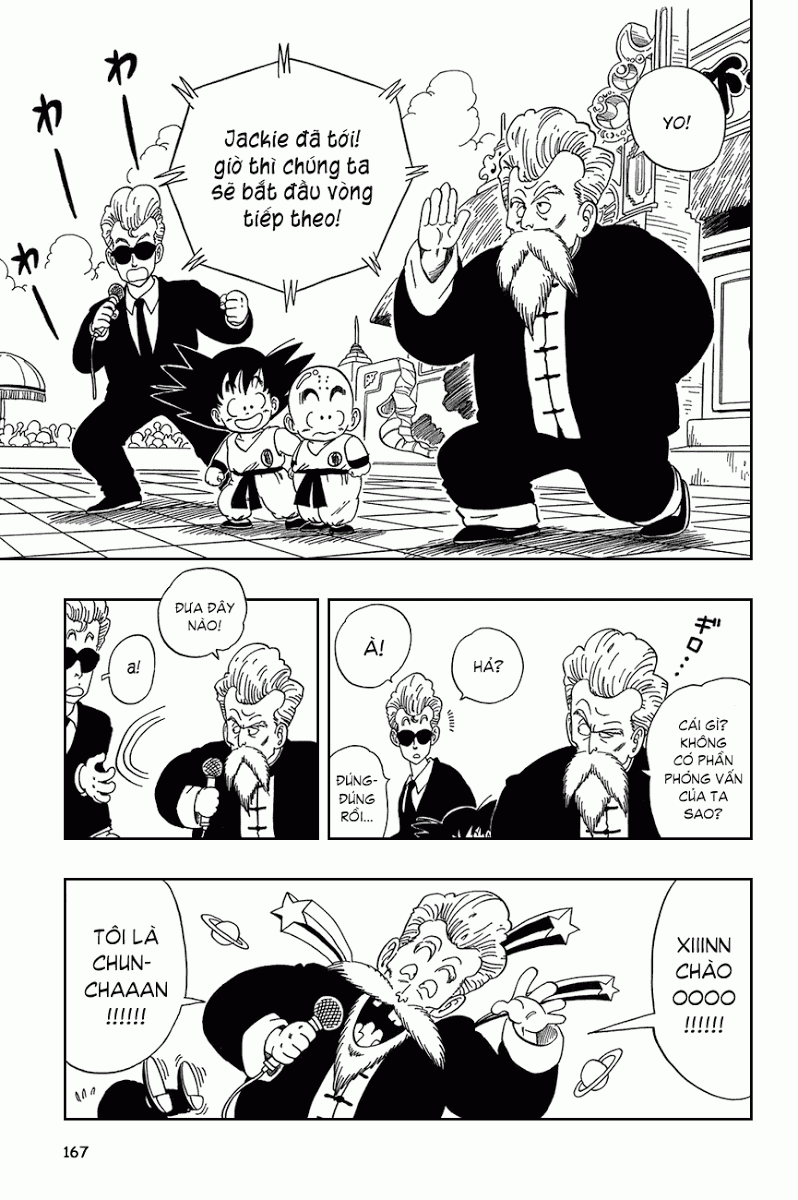 YO!
Jackie đã tới!
giờ thì chúng ta
sẽ bắt đầu vòng
tiếp theo!
わー
わー
わー
ギロ...
CÁI GÌ?
KHÔNG
CÓ PHẦN
PHÓNG VẤN
CỦA TA
SAO?
HẢ?
À!
ĐÚNG-
ĐÚNG
RỒI...
ĐƯA ĐÂY
NÀO!
A!
XIIINN
CHÀO
OOOO
!!!!!!
TÔI LÀ
CHUN-
CHAAAN
!!!!!!
167